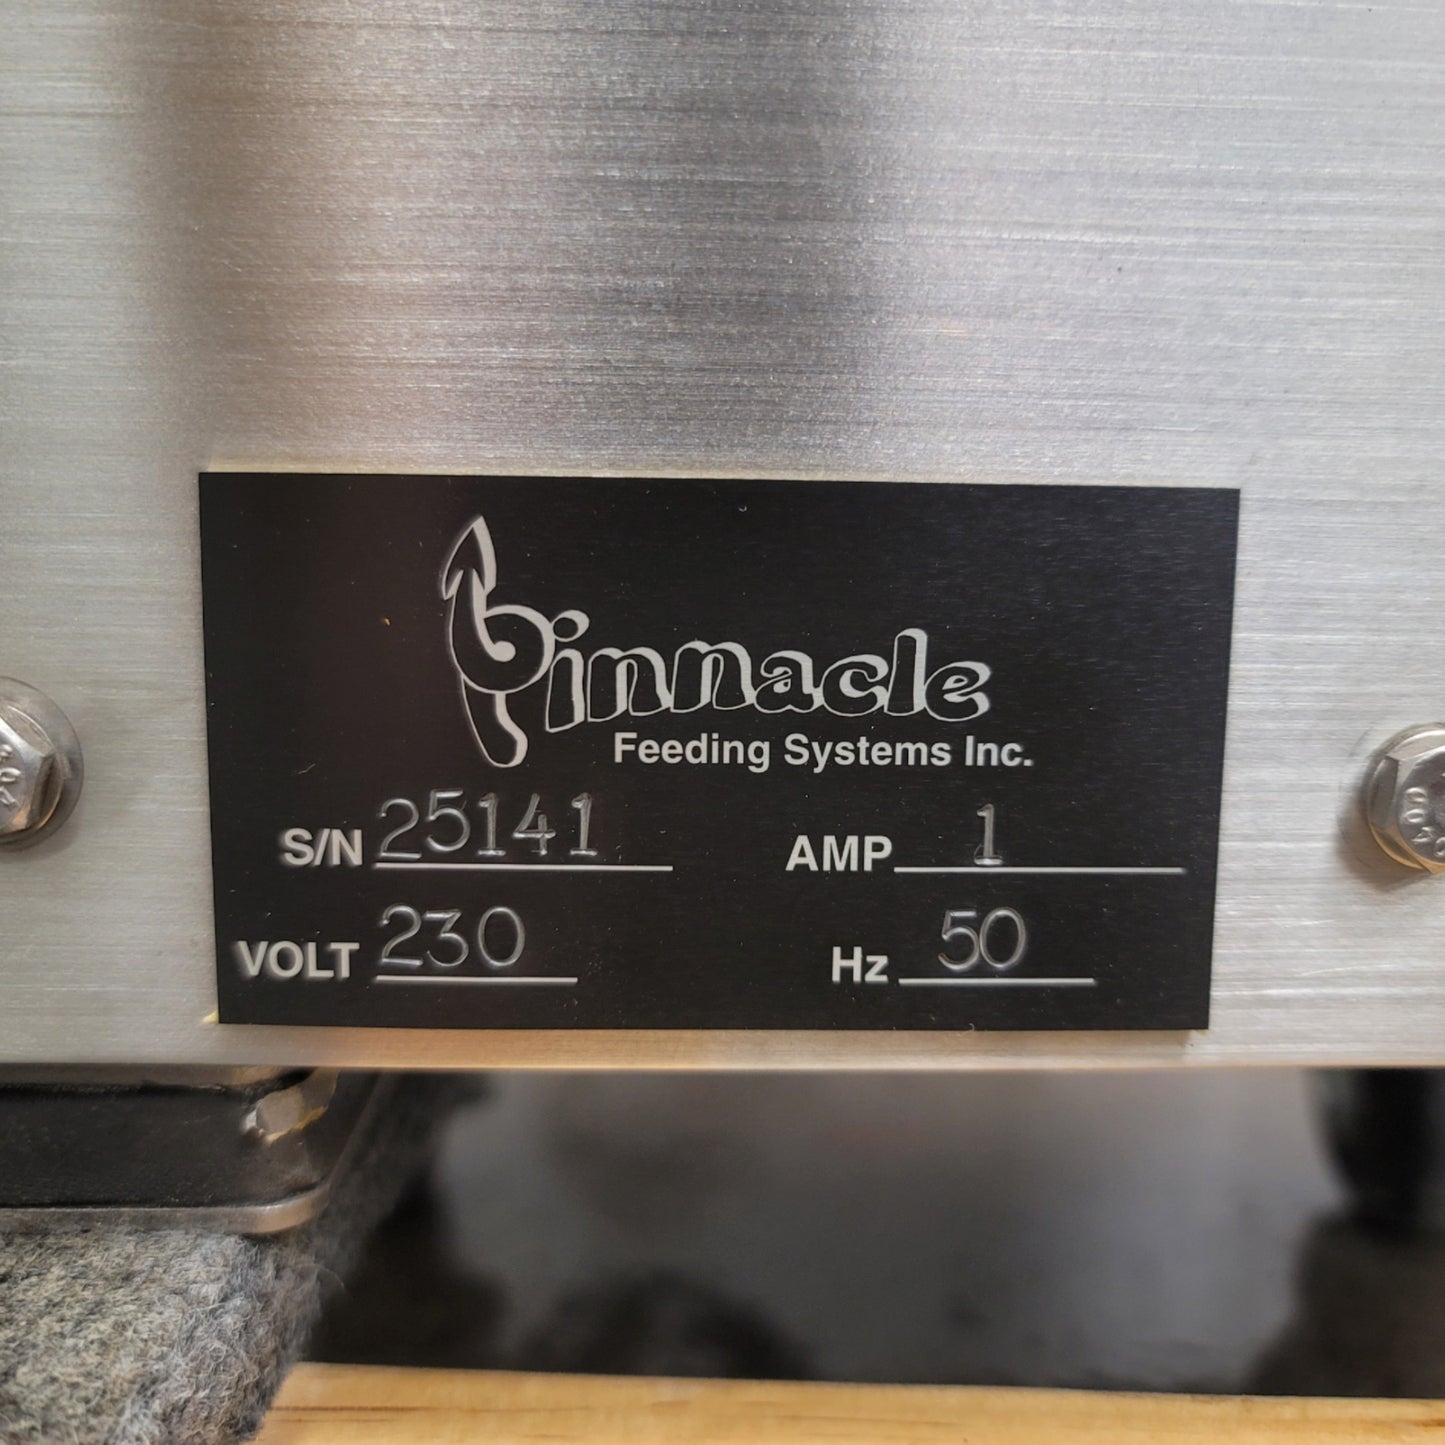 Pinnacle
Feeding Systems Inc.
S/N 25141 AMP 1
VOLT 230 Hz 50